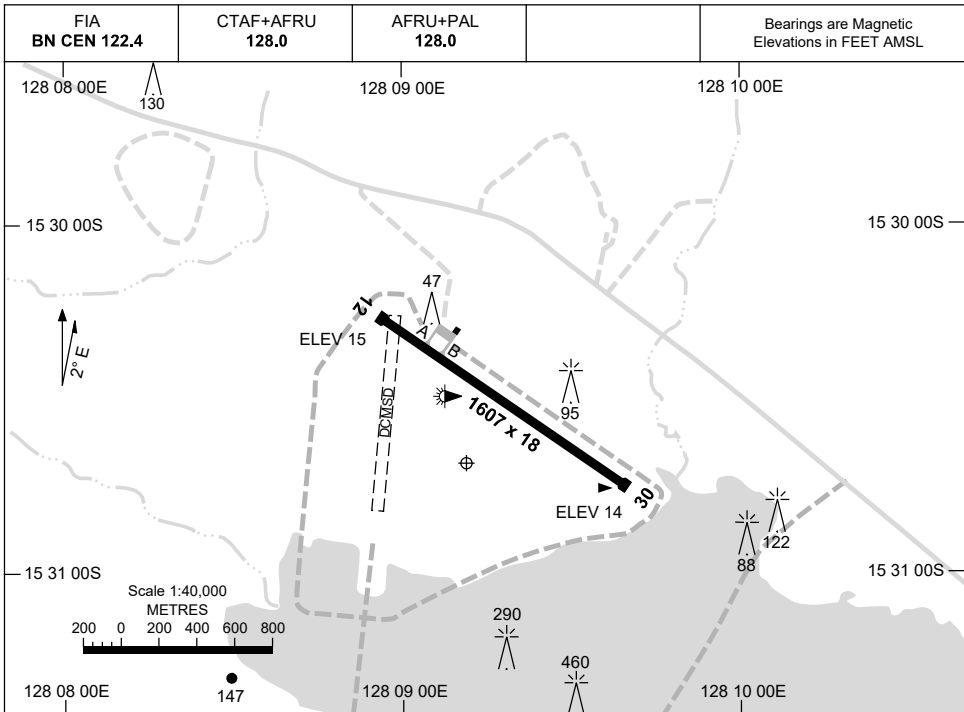 FIA
BN CEN 122.4
CTAF+AFRU
128.0
AFRU+PAL
128.0
Bearings are Magnetic
Elevations in FEET AMSL
128 08 00E
128 09 00E
128 10 00E
130
15 30 00S
15 30 00S
47
12
A
B
ELEV 15
2° E
95
DCMSD
1607 x 18
30
ELEV 14
122
88
15 31 00S
15 31 00S
Scale 1:40,000
METRES
200 0 200 400 600 800
290
460
147
128 08 00E
128 09 00E
128 10 00E